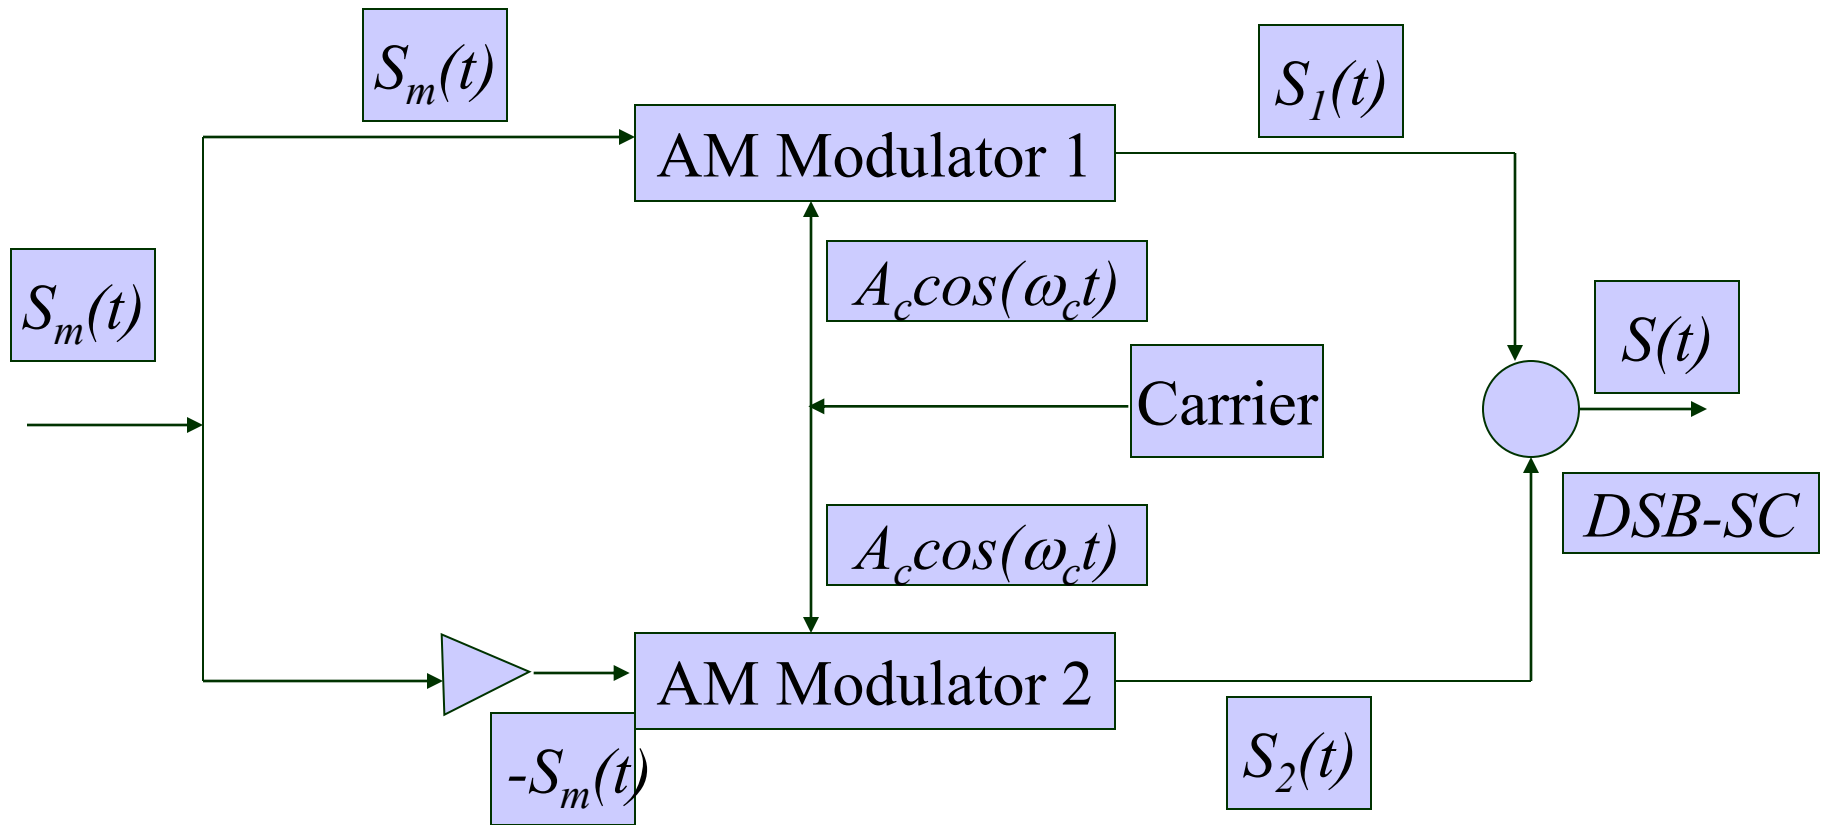 Sm(t)
S1(t)
AM Modulator 1
Sm(t)
Accos(ωct)
S(t)
Carrier
DSB-SC
Accos(ωct)
AM Modulator 2
-Sm(t)
S2(t)